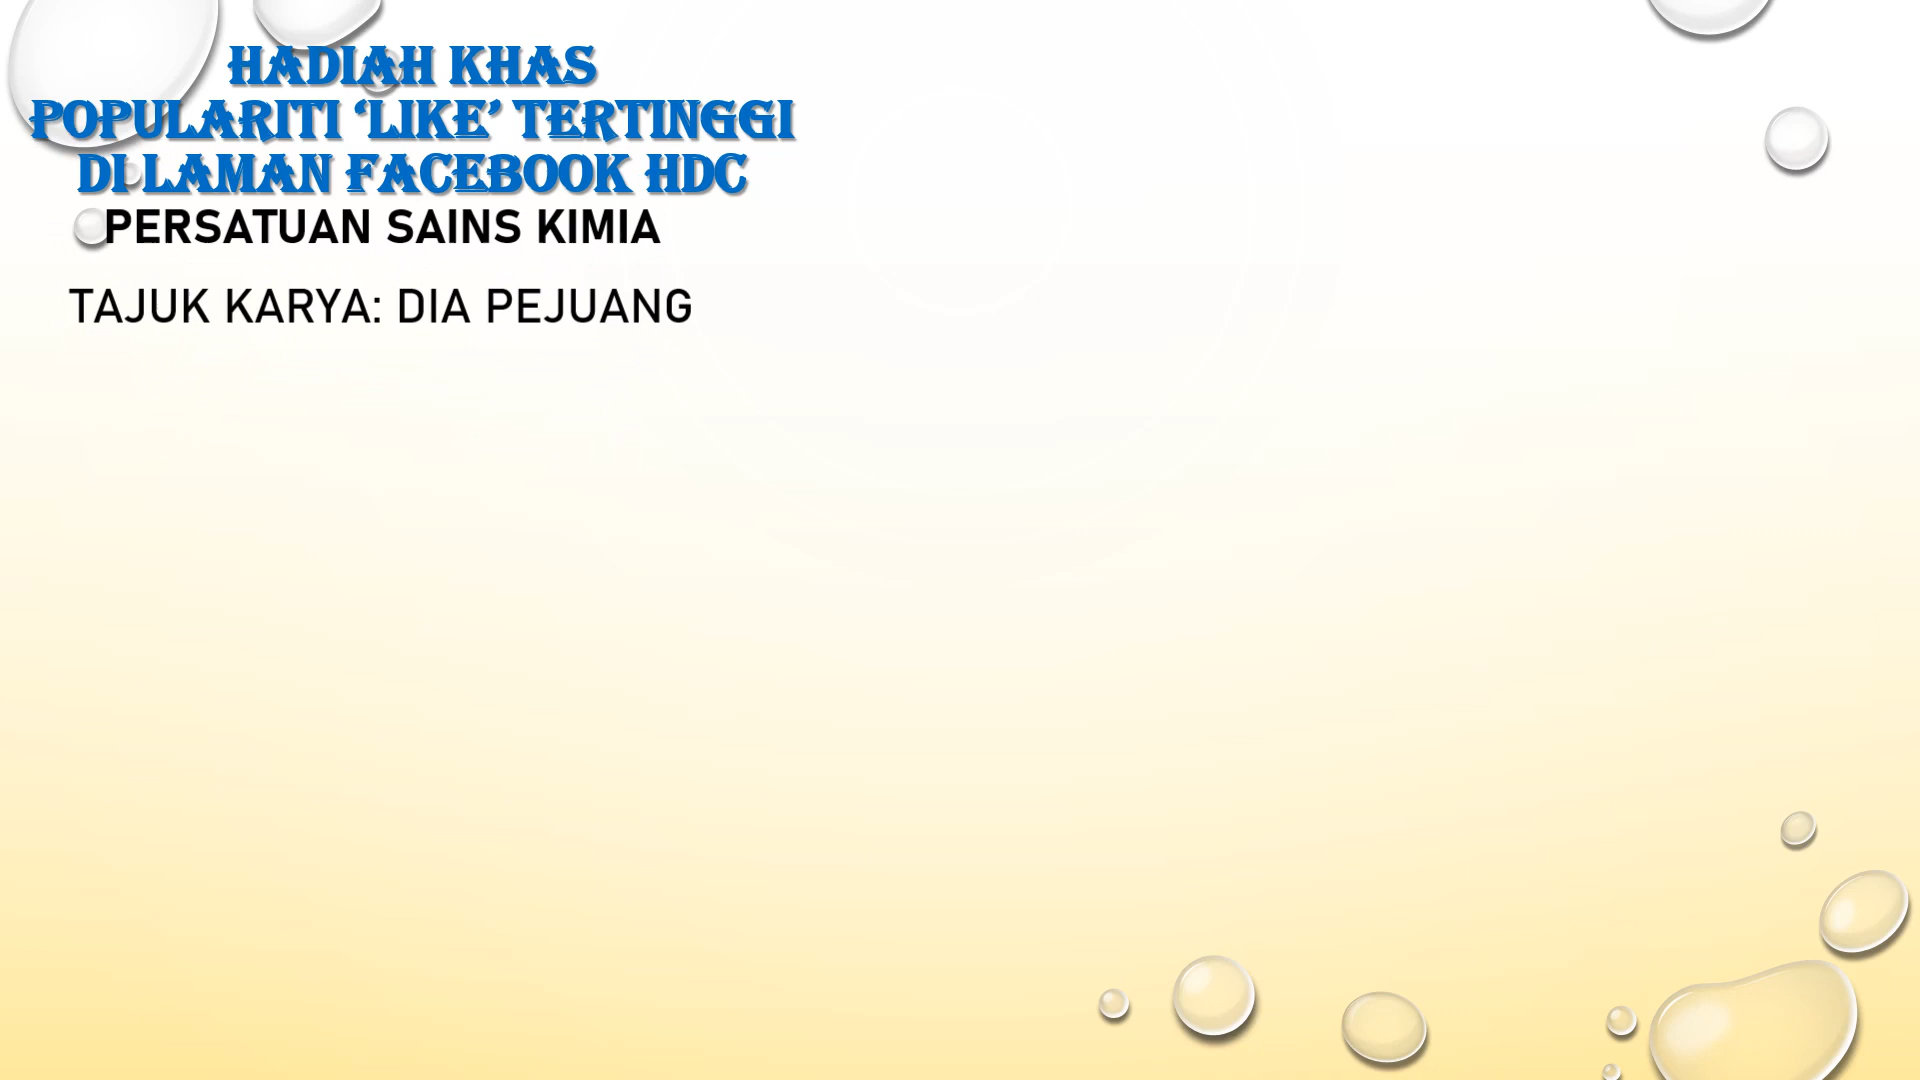 HADIAH KHAS
POPULARITI ‘LIKE’ TERTINGGI
DI LAMAN FACEBOOK HDC
PERSATUAN SAINS KIMIA
TAJUK KARYA: DIA PEJUANG